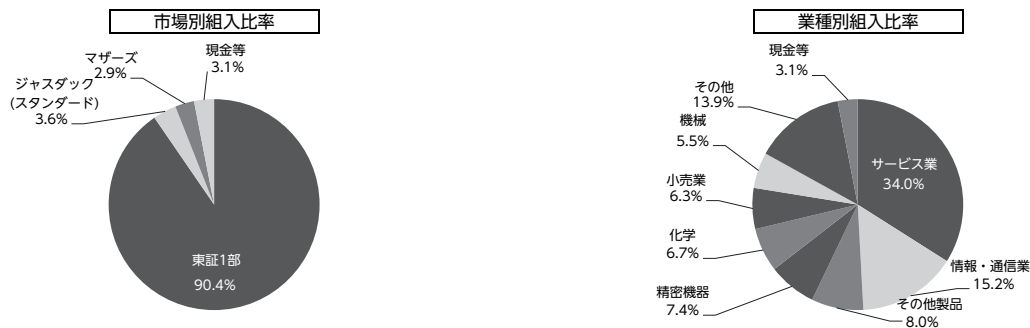 市場別組入比率
現金等
3.1%
マザーズ
2.9%
ジャスダック
(スタンダード)
3.6%
東証1部
90.4%
業種別組入比率
現金等
3.1%
その他
13.9%
機械
5.5%
小売業
6.3%
化学
6.7%
精密機器
7.4%
その他製品
8.0%
情報・通信業
15.2%
サービス業
34.0%